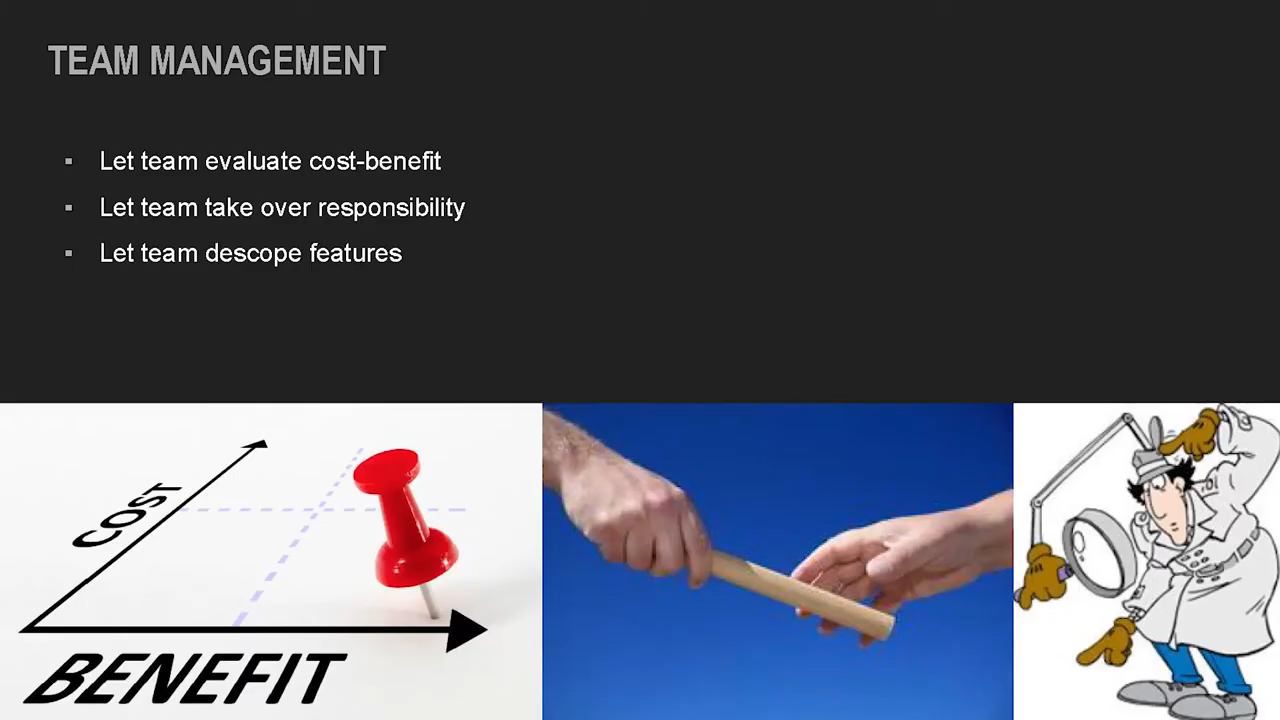 TEAM MANAGEMENT
▪ Let team evaluate cost-benefit
▪ Let team take over responsibility
▪ Let team descope features
COST
BENEFIT